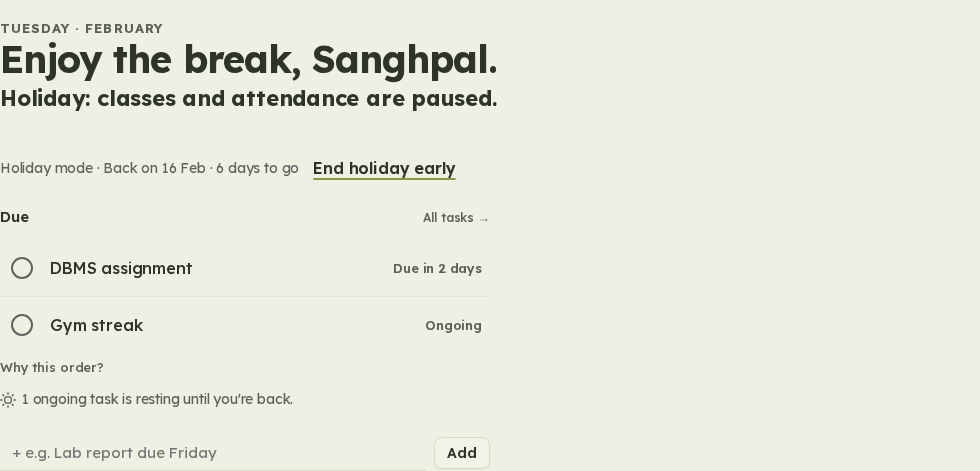 TUESDAY · FEBRUARY
Enjoy the break, Sanghpal.
Holiday: classes and attendance are paused.
Holiday mode · Back on 16 Feb · 6 days to go End holiday early
Due All tasks →
DBMS assignment Due in 2 days
Gym streak Ongoing
Why this order?
1 ongoing task is resting until you're back.
+ e.g. Lab report due Friday Add